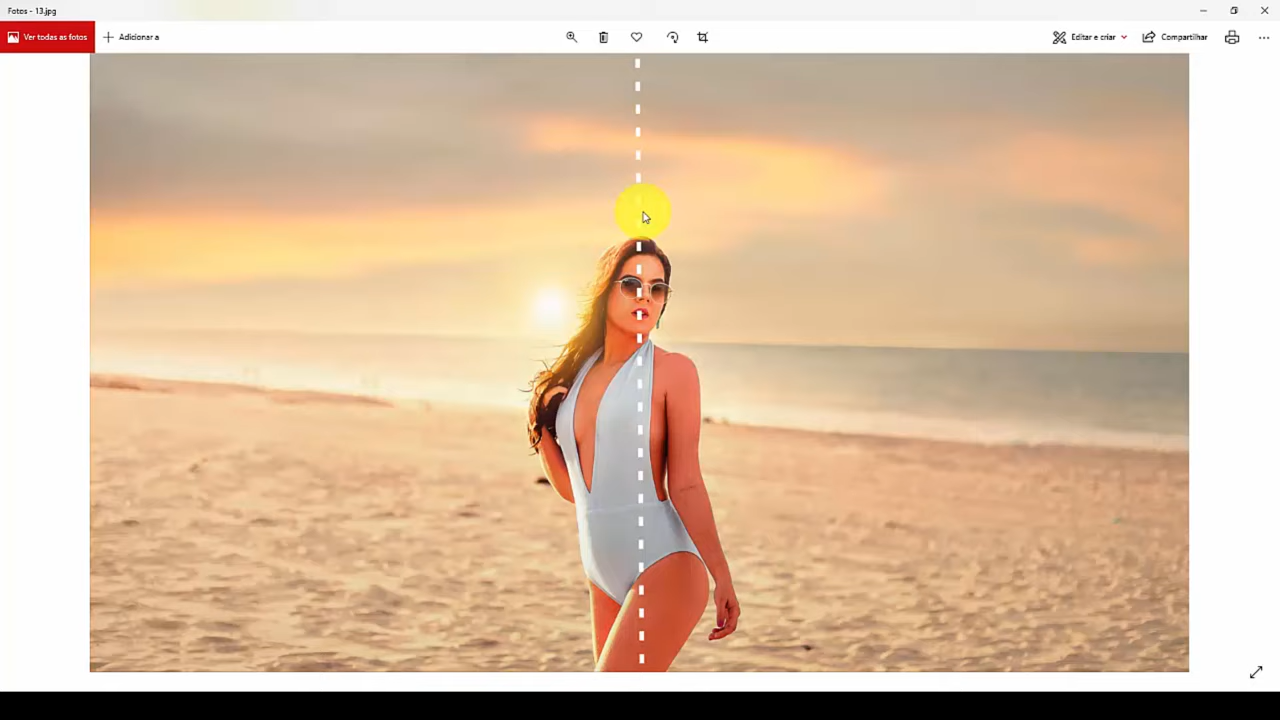 Fotos - 13.jpg
Ver todas as fotos
Adicionar a
Editar e criar
Compartilhar